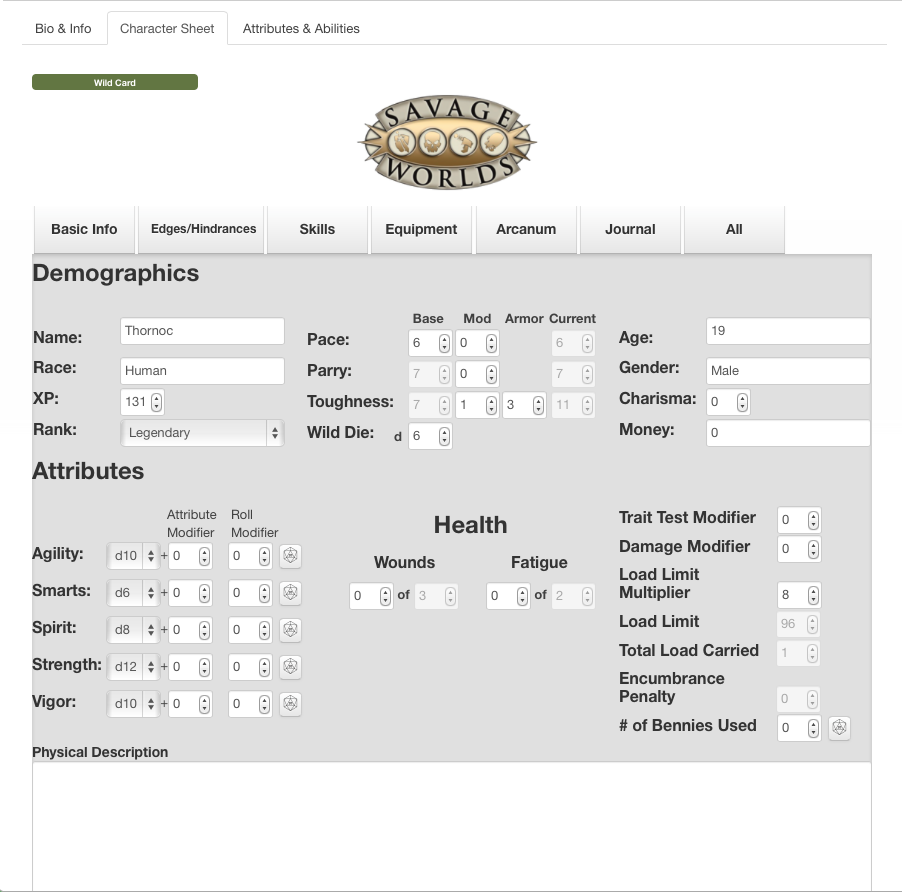 Bio & Info Character Sheet Attributes & Abilities
Wild Card
SAVAGE
WORLDS
Basic Info Edges/Hindrances Skills Equipment Arcanum Journal All
Demographics
Base Mod Armor Current
Name: Thornoc Pace: 6 0 6 Age: 19
Race: Human Parry: 7 0 7 Gender: Male
XP: 131 Toughness: 7 1 3 11 Charisma: 0
Rank: Legendary Wild Die: d 6 Money: 0
Attributes
Attribute Roll
Modifier Modifier
Health
Wounds Fatigue
0 of 3 0 of 2
Agility: d10 + 0 0
Smarts: d6 + 0 0
Spirit: d8 + 0 0
Strength: d12 + 0 0
Vigor: d10 + 0 0
Trait Test Modifier 0
Damage Modifier 0
Load Limit
Multiplier 8
Load Limit 96
Total Load Carried 1
Encumbrance
Penalty 0
# of Bennies Used 0
Physical Description